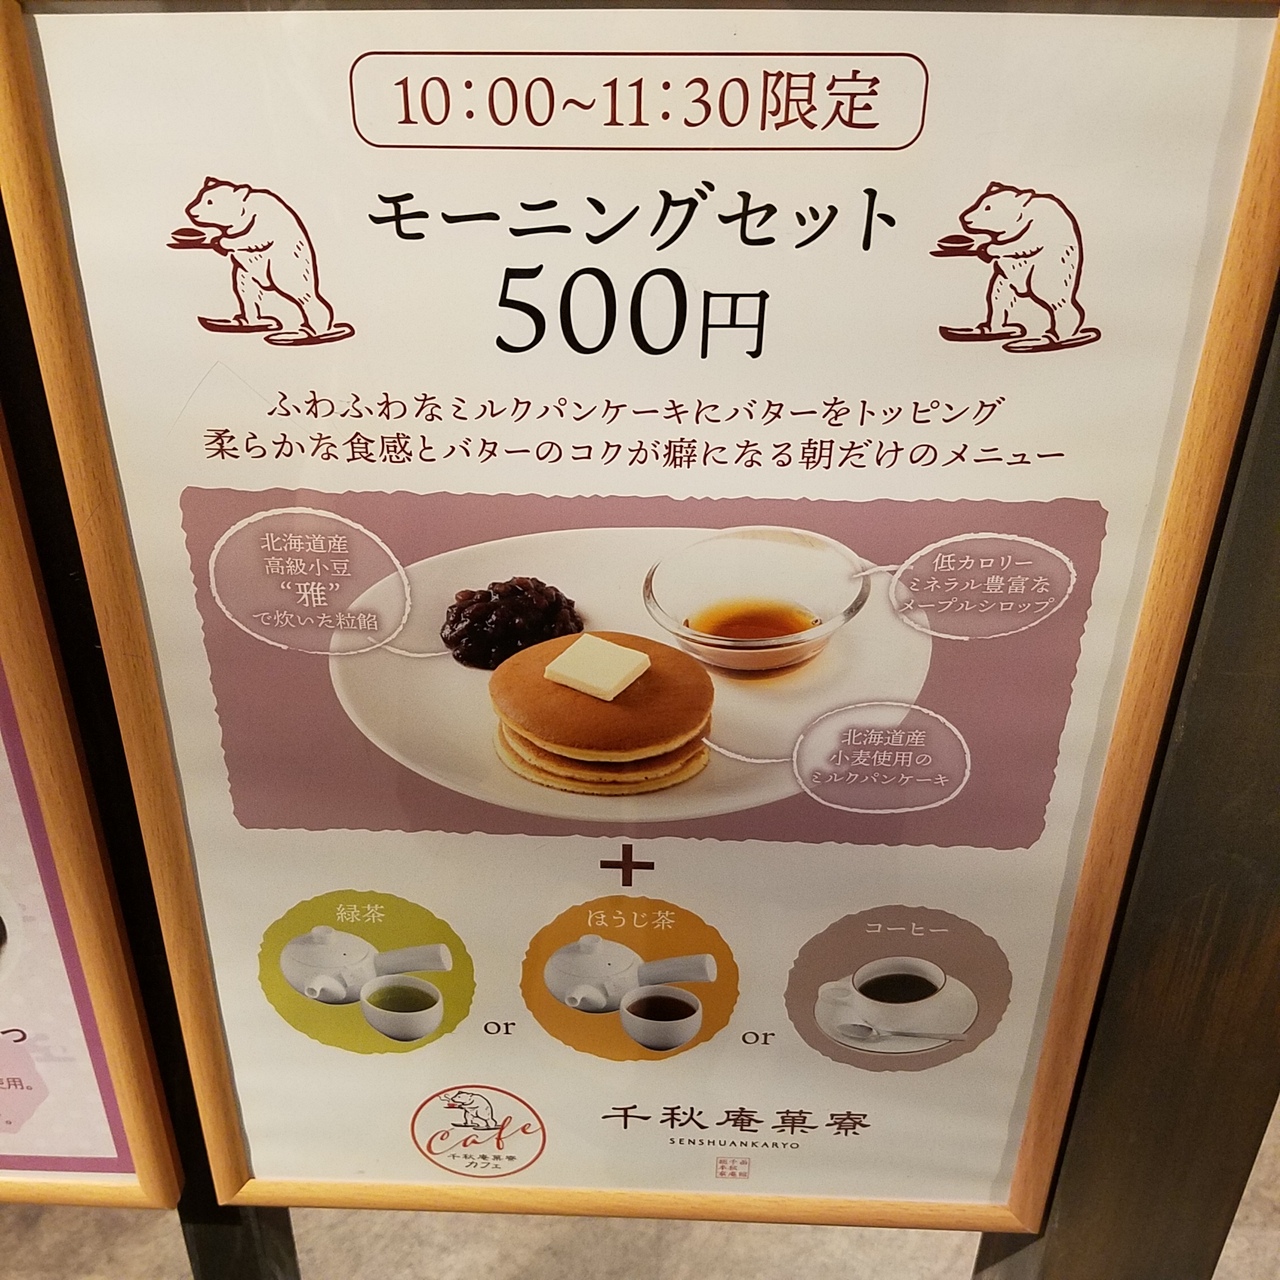 10:00~11:30限定
モーニングセット
500円
ふわふわなミルクパンケーキにバターをトッピング
柔らかな食感とバターのコクが癖になる朝だけのメニュー
北海道産
高級小豆
“雅”
で炊いた粒餡
低カロリー
ミネラル豊富な
メープルシロップ
北海道産
小麦使用の
ミルクパンケーキ
+
緑茶
or
ほうじ茶
or
コーヒー
Cafe
千秋庵菓寮
カフェ
千秋庵菓寮
SENSHUANKARYO
つ
使用。